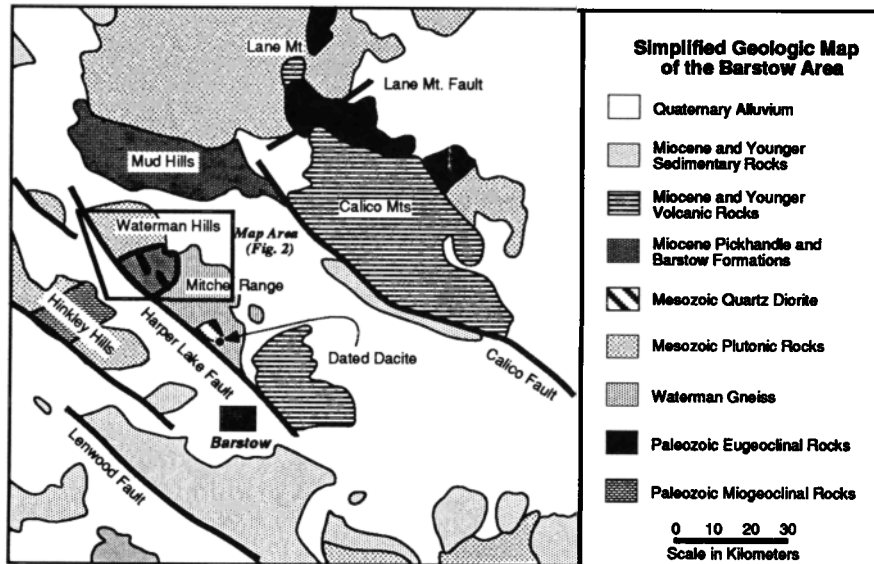 Lane Mt.
Lane Mt. Fault
Mud Hills
Calico Mts
Waterman Hills
Map Area
(Fig. 2)
Mitchel Range
Hinkley Hills
Harper Lake Fault
Dated Dacite
Calico Fault
Barstow
Lenwood Fault
Simplified Geologic Map
of the Barstow Area
Quaternary Alluvium
Miocene and Younger
Sedimentary Rocks
Miocene and Younger
Volcanic Rocks
Miocene Pickhandle and
Barstow Formations
Mesozoic Quartz Diorite
Mesozoic Plutonic Rocks
Waterman Gneiss
Paleozoic Eugeoclinal Rocks
Paleozoic Miogeoclinal Rocks
0 10 20 30
Scale in Kilometers